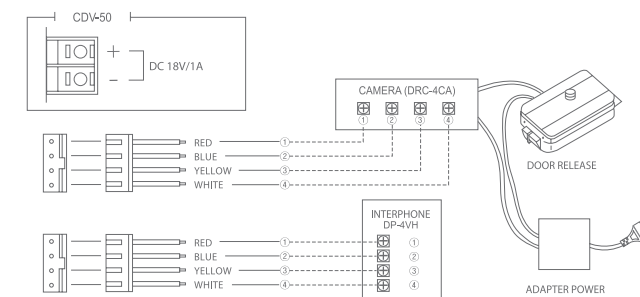 CDV-50
+
DC 18V/1A
–
CAMERA (DRC-4CA)
① ② ③ ④
DOOR RELEASE
RED ①
BLUE ②
YELLOW ③
WHITE ④
INTERPHONE
DP-4VH
RED ① ①
BLUE ② ②
YELLOW ③ ③
WHITE ④ ④
ADAPTER POWER